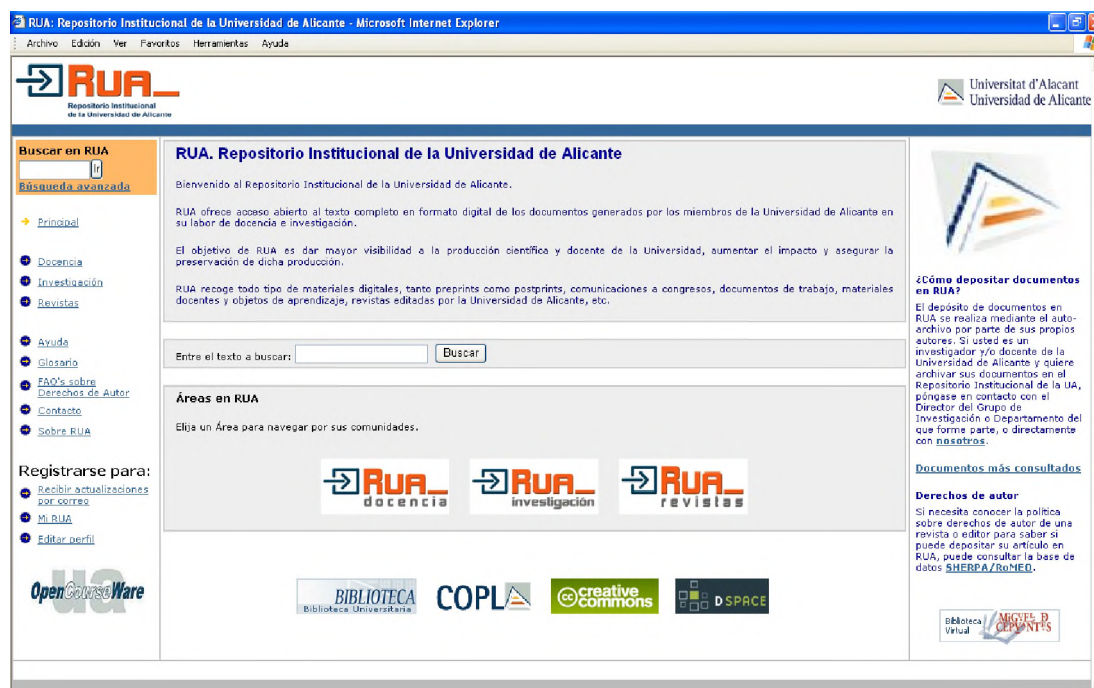 RUA: Repositorio Institucional de la Universidad de Alicante - Microsoft Internet Explorer
Archivo Edición Ver Favoritos Herramientas Ayuda
RUA_
Repositorio Institucional
de la Universidad de Alicante
Universitat d'Alacant
Universidad de Alicante
Buscar en RUA
Ir
Búsqueda avanzada
Principal
Docencia
Investigación
Revistas
Ayuda
Glosario
FAQ's sobre
Derechos de Autor
Contacto
Sobre RUA
Registrarse para:
Recibir actualizaciones
por correo
Mi RUA
Editar perfil
ua
OpenCourseWare
RUA. Repositorio Institucional de la Universidad de Alicante
Bienvenido al Repositorio Institucional de la Universidad de Alicante.
RUA ofrece acceso abierto al texto completo en formato digital de los documentos generados por los miembros de la Universidad de Alicante en
su labor de docencia e investigación.
El objetivo de RUA es dar mayor visibilidad a la producción científica y docente de la Universidad, aumentar el impacto y asegurar la
preservación de dicha producción.
RUA recoge todo tipo de materiales digitales, tanto preprints como postprints, comunicaciones a congresos, documentos de trabajo, materiales
docentes y objetos de aprendizaje, revistas editadas por la Universidad de Alicante, etc.
Entre el texto a buscar: Buscar
Áreas en RUA
Elija un Área para navegar por sus comunidades.
RUA_ docencia
RUA_ investigación
RUA_ revistas
BIBLIOTECA
Biblioteca Universitaria
COPLA
cc creative commons
DSPACE
¿Cómo depositar documentos
en RUA?
El depósito de documentos en
RUA se realiza mediante el auto-
archivo por parte de sus propios
autores. Si usted es un
investigador y/o docente de la
Universidad de Alicante y quiere
archivar sus documentos en el
Repositorio Institucional de la UA,
póngase en contacto con el
Director del Grupo de
Investigación o Departamento del
que forme parte, o directamente
con nosotros.
Documentos más consultados
Derechos de autor
Si necesita conocer la política
sobre derechos de autor de una
revista o editor para saber si
puede depositar su artículo en
RUA, puede consultar la base de
datos SHERPA/RoMEO.
Biblioteca
Virtual
MIGUEL D
CERVANTES